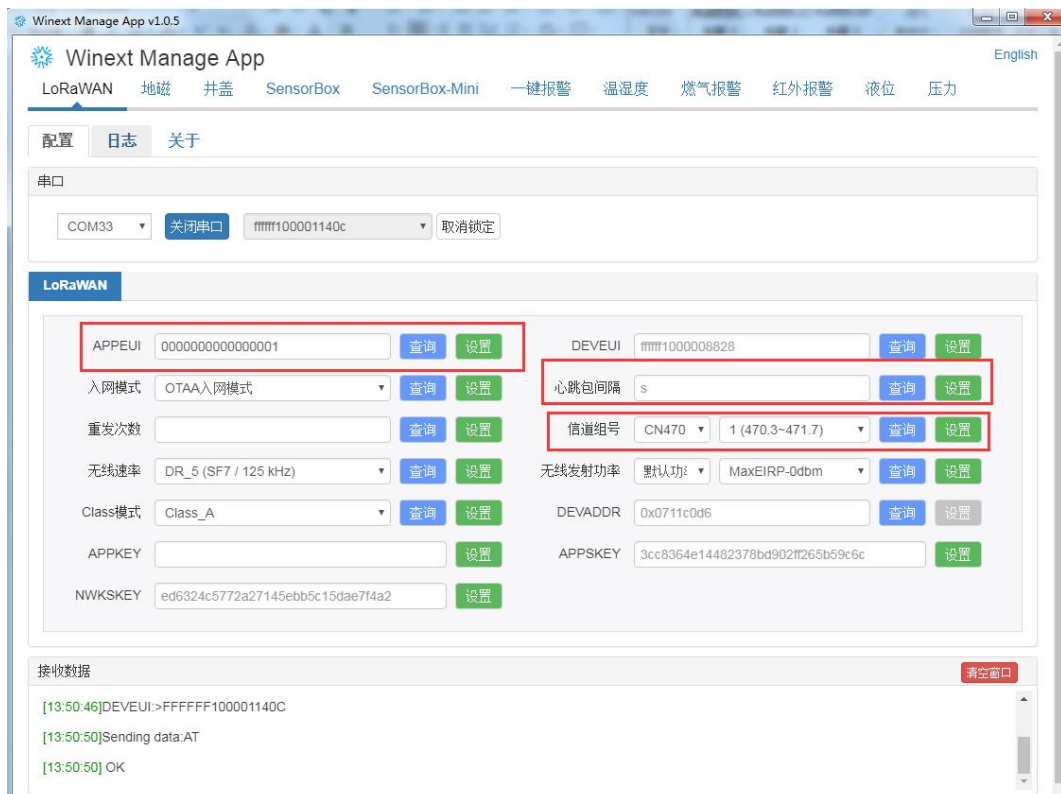 Winext Manage App v1.0.5
Winext Manage App
English
LoRaWAN 地磁 井盖 SensorBox SensorBox-Mini 一键报警 温湿度 燃气报警 红外报警 液位 压力
配置 日志 关于
串口
COM33 关闭串口 ffffff100001140c 取消锁定
LoRaWAN
APPEUI 0000000000000001 查询 设置 DEVEUI ffffff1000008828 查询 设置
入网模式 OTAA入网模式 查询 设置 心跳包间隔 s 查询 设置
重发次数 查询 设置 信道组号 CN470 1 (470.3~471.7) 查询 设置
无线速率 DR_5 (SF7 / 125 kHz) 查询 设置 无线发射功率 默认功 MaxEIRP-0dbm 查询 设置
Class模式 Class_A 查询 设置 DEVADDR 0x0711c0d6 查询 设置
APPKEY 设置 APPSKEY 3cc8364e14482378bd902ff265b59c6c 设置
NWKSKEY ed6324c5772a27145ebb5c15dae7f4a2 设置
接收数据 清空窗口
[13:50:46]DEVEUI:>FFFFFF100001140C
[13:50:50]Sending data:AT
[13:50:50] OK